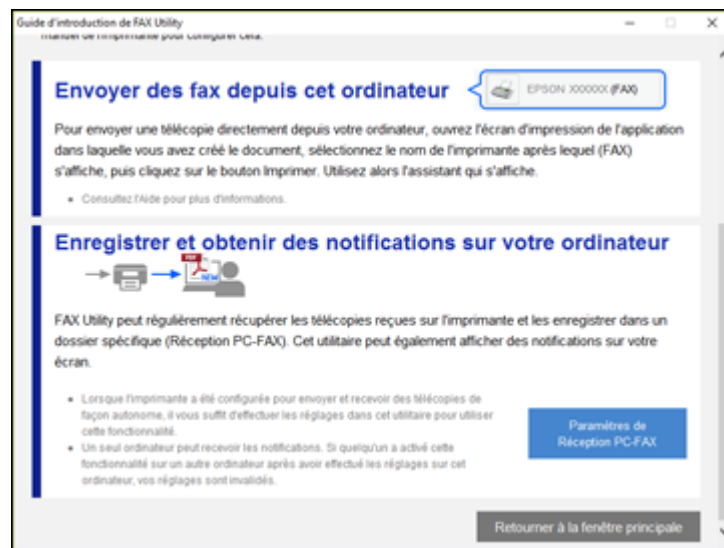 Guide d'introduction de FAX Utility
manuel de l'imprimante pour configurer cela.
Envoyer des fax depuis cet ordinateur
EPSON XXXXXX (FAX)
Pour envoyer une télécopie directement depuis votre ordinateur, ouvrez l'écran d'impression de l'application
dans laquelle vous avez créé le document, sélectionnez le nom de l'imprimante après lequel (FAX)
s'affiche, puis cliquez sur le bouton Imprimer. Utilisez alors l'assistant qui s'affiche.
• Consultez l'Aide pour plus d'informations.
Enregistrer et obtenir des notifications sur votre ordinateur
PDF
NEW
FAX Utility peut régulièrement récupérer les télécopies reçues sur l'imprimante et les enregistrer dans un
dossier spécifique (Réception PC-FAX). Cet utilitaire peut également afficher des notifications sur votre
écran.
• Lorsque l'imprimante a été configurée pour envoyer et recevoir des télécopies de
façon autonome, il vous suffit d'effectuer les réglages dans cet utilitaire pour utiliser
cette fonctionnalité.
• Un seul ordinateur peut recevoir les notifications. Si quelqu'un a activé cette
fonctionnalité sur un autre ordinateur après avoir effectué les réglages sur cet
ordinateur, vos réglages sont invalidés.
Paramètres de
Réception PC-FAX
Retourner à la fenêtre principale